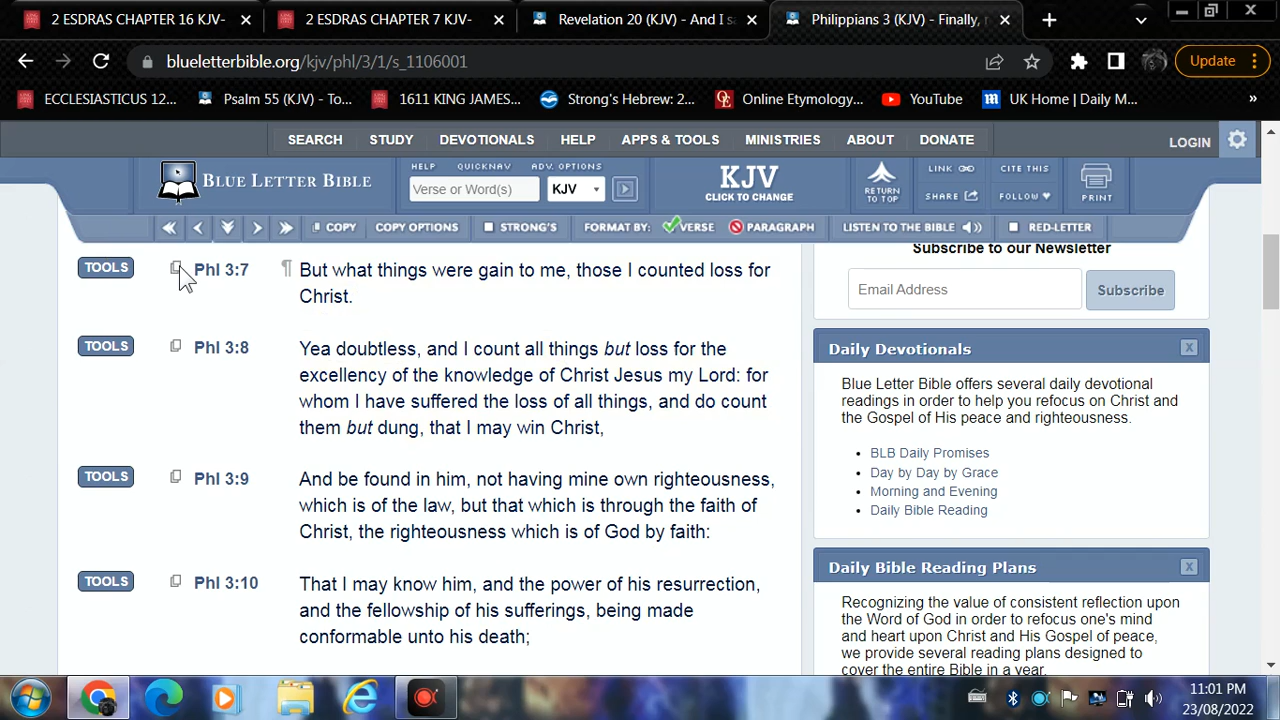 2 ESDRAS CHAPTER 16 KJV-
2 ESDRAS CHAPTER 7 KJV-
Revelation 20 (KJV) - And I sa
Philippians 3 (KJV) - Finally, r
blueletterbible.org/kjv/phl/3/1/s_1106001
Update
ECCLESIASTICUS 12...
Psalm 55 (KJV) - To...
1611 KING JAMES...
Strong's Hebrew: 2...
Online Etymology...
YouTube
UK Home | Daily M...
SEARCH STUDY DEVOTIONALS HELP APPS & TOOLS MINISTRIES ABOUT DONATE
LOGIN
BLUE LETTER BIBLE
HELP QUICKNAV ADV. OPTIONS
Verse or Word(s)
KJV
KJV
CLICK TO CHANGE
RETURN
TO TOP
LINK
CITE THIS
SHARE
FOLLOW
PRINT
COPY COPY OPTIONS STRONG'S FORMAT BY: VERSE PARAGRAPH LISTEN TO THE BIBLE RED-LETTER
TOOLS Phl 3:7 ¶ But what things were gain to me, those I counted loss for
Christ.
TOOLS Phl 3:8 Yea doubtless, and I count all things but loss for the
excellency of the knowledge of Christ Jesus my Lord: for
whom I have suffered the loss of all things, and do count
them but dung, that I may win Christ,
TOOLS Phl 3:9 And be found in him, not having mine own righteousness,
which is of the law, but that which is through the faith of
Christ, the righteousness which is of God by faith:
TOOLS Phl 3:10 That I may know him, and the power of his resurrection,
and the fellowship of his sufferings, being made
conformable unto his death;
Subscribe to our Newsletter
Email Address
Subscribe
Daily Devotionals X
Blue Letter Bible offers several daily devotional
readings in order to help you refocus on Christ and
the Gospel of His peace and righteousness.
BLB Daily Promises
Day by Day by Grace
Morning and Evening
Daily Bible Reading
Daily Bible Reading Plans X
Recognizing the value of consistent reflection upon
the Word of God in order to refocus one's mind
and heart upon Christ and His Gospel of peace,
we provide several reading plans designed to
cover the entire Bible in a year.
11:01 PM
23/08/2022